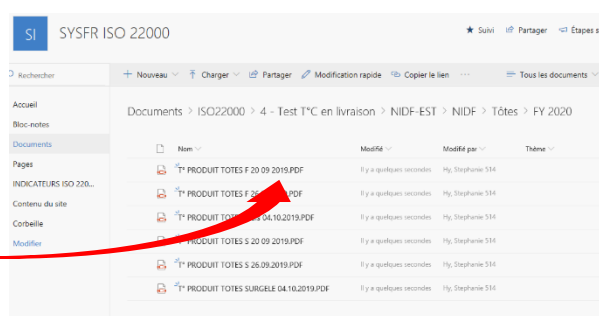 SI SYSFR ISO 22000
Suivi Partager Étapes s
Rechercher
+ Nouveau Charger Partager Modification rapide Copier le lien ... Tous les documents
Accueil
Bloc-notes
Documents
Pages
INDICATEURS ISO 220...
Contenu du site
Corbeille
Modifier
Documents > ISO22000 > 4 - Test T°C en livraison > NIDF-EST > NIDF > Tôtes > FY 2020
Nom Modifié Modifié par Thème
T° PRODUIT TOTES F 20 09 2019.PDF Il y a quelques secondes Hy, Stephanie 514
T° PRODUIT TOTES F 26 .PDF Il y a quelques secondes Hy, Stephanie 514
T° PRODUIT TOTES 04.10.2019.PDF Il y a quelques secondes Hy, Stephanie 514
T° PRODUIT TOTES S 20 09 2019.PDF Il y a quelques secondes Hy, Stephanie 514
T° PRODUIT TOTES S 26.09.2019.PDF Il y a quelques secondes Hy, Stephanie 514
T° PRODUIT TOTES SURGELE 04.10.2019.PDF Il y a quelques secondes Hy, Stephanie 514